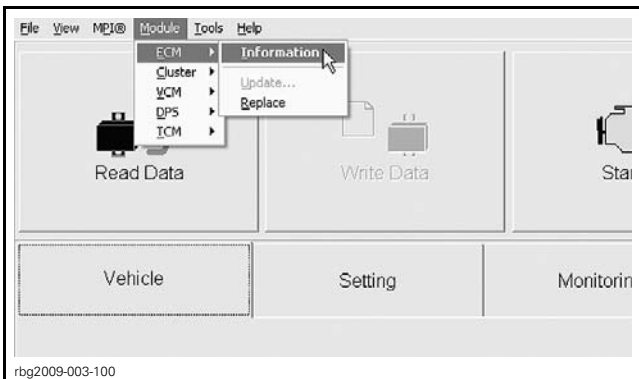 File View MPI® Module Tools Help
ECM Information
Cluster
Update...
VCM
Replace
DPS
TCM
Read Data Write Data Star
Vehicle Setting Monitorin
rbg2009-003-100